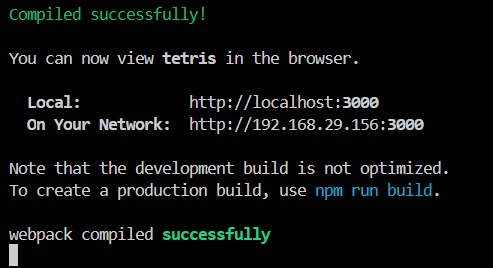 Compiled successfully!
You can now view tetris in the browser.
Local: http://localhost:3000
On Your Network: http://192.168.29.156:3000
Note that the development build is not optimized.
To create a production build, use npm run build.
webpack compiled successfully